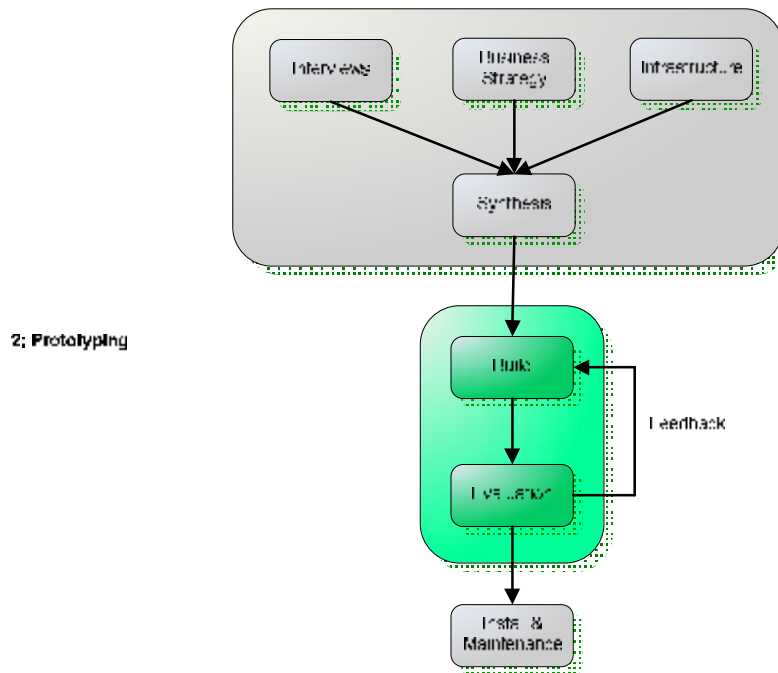 Interviews
Business
Strategy
Infrastructure
Synthesis
2: Prototyping
Build
Feedback
Evaluation
Install &
Maintenance